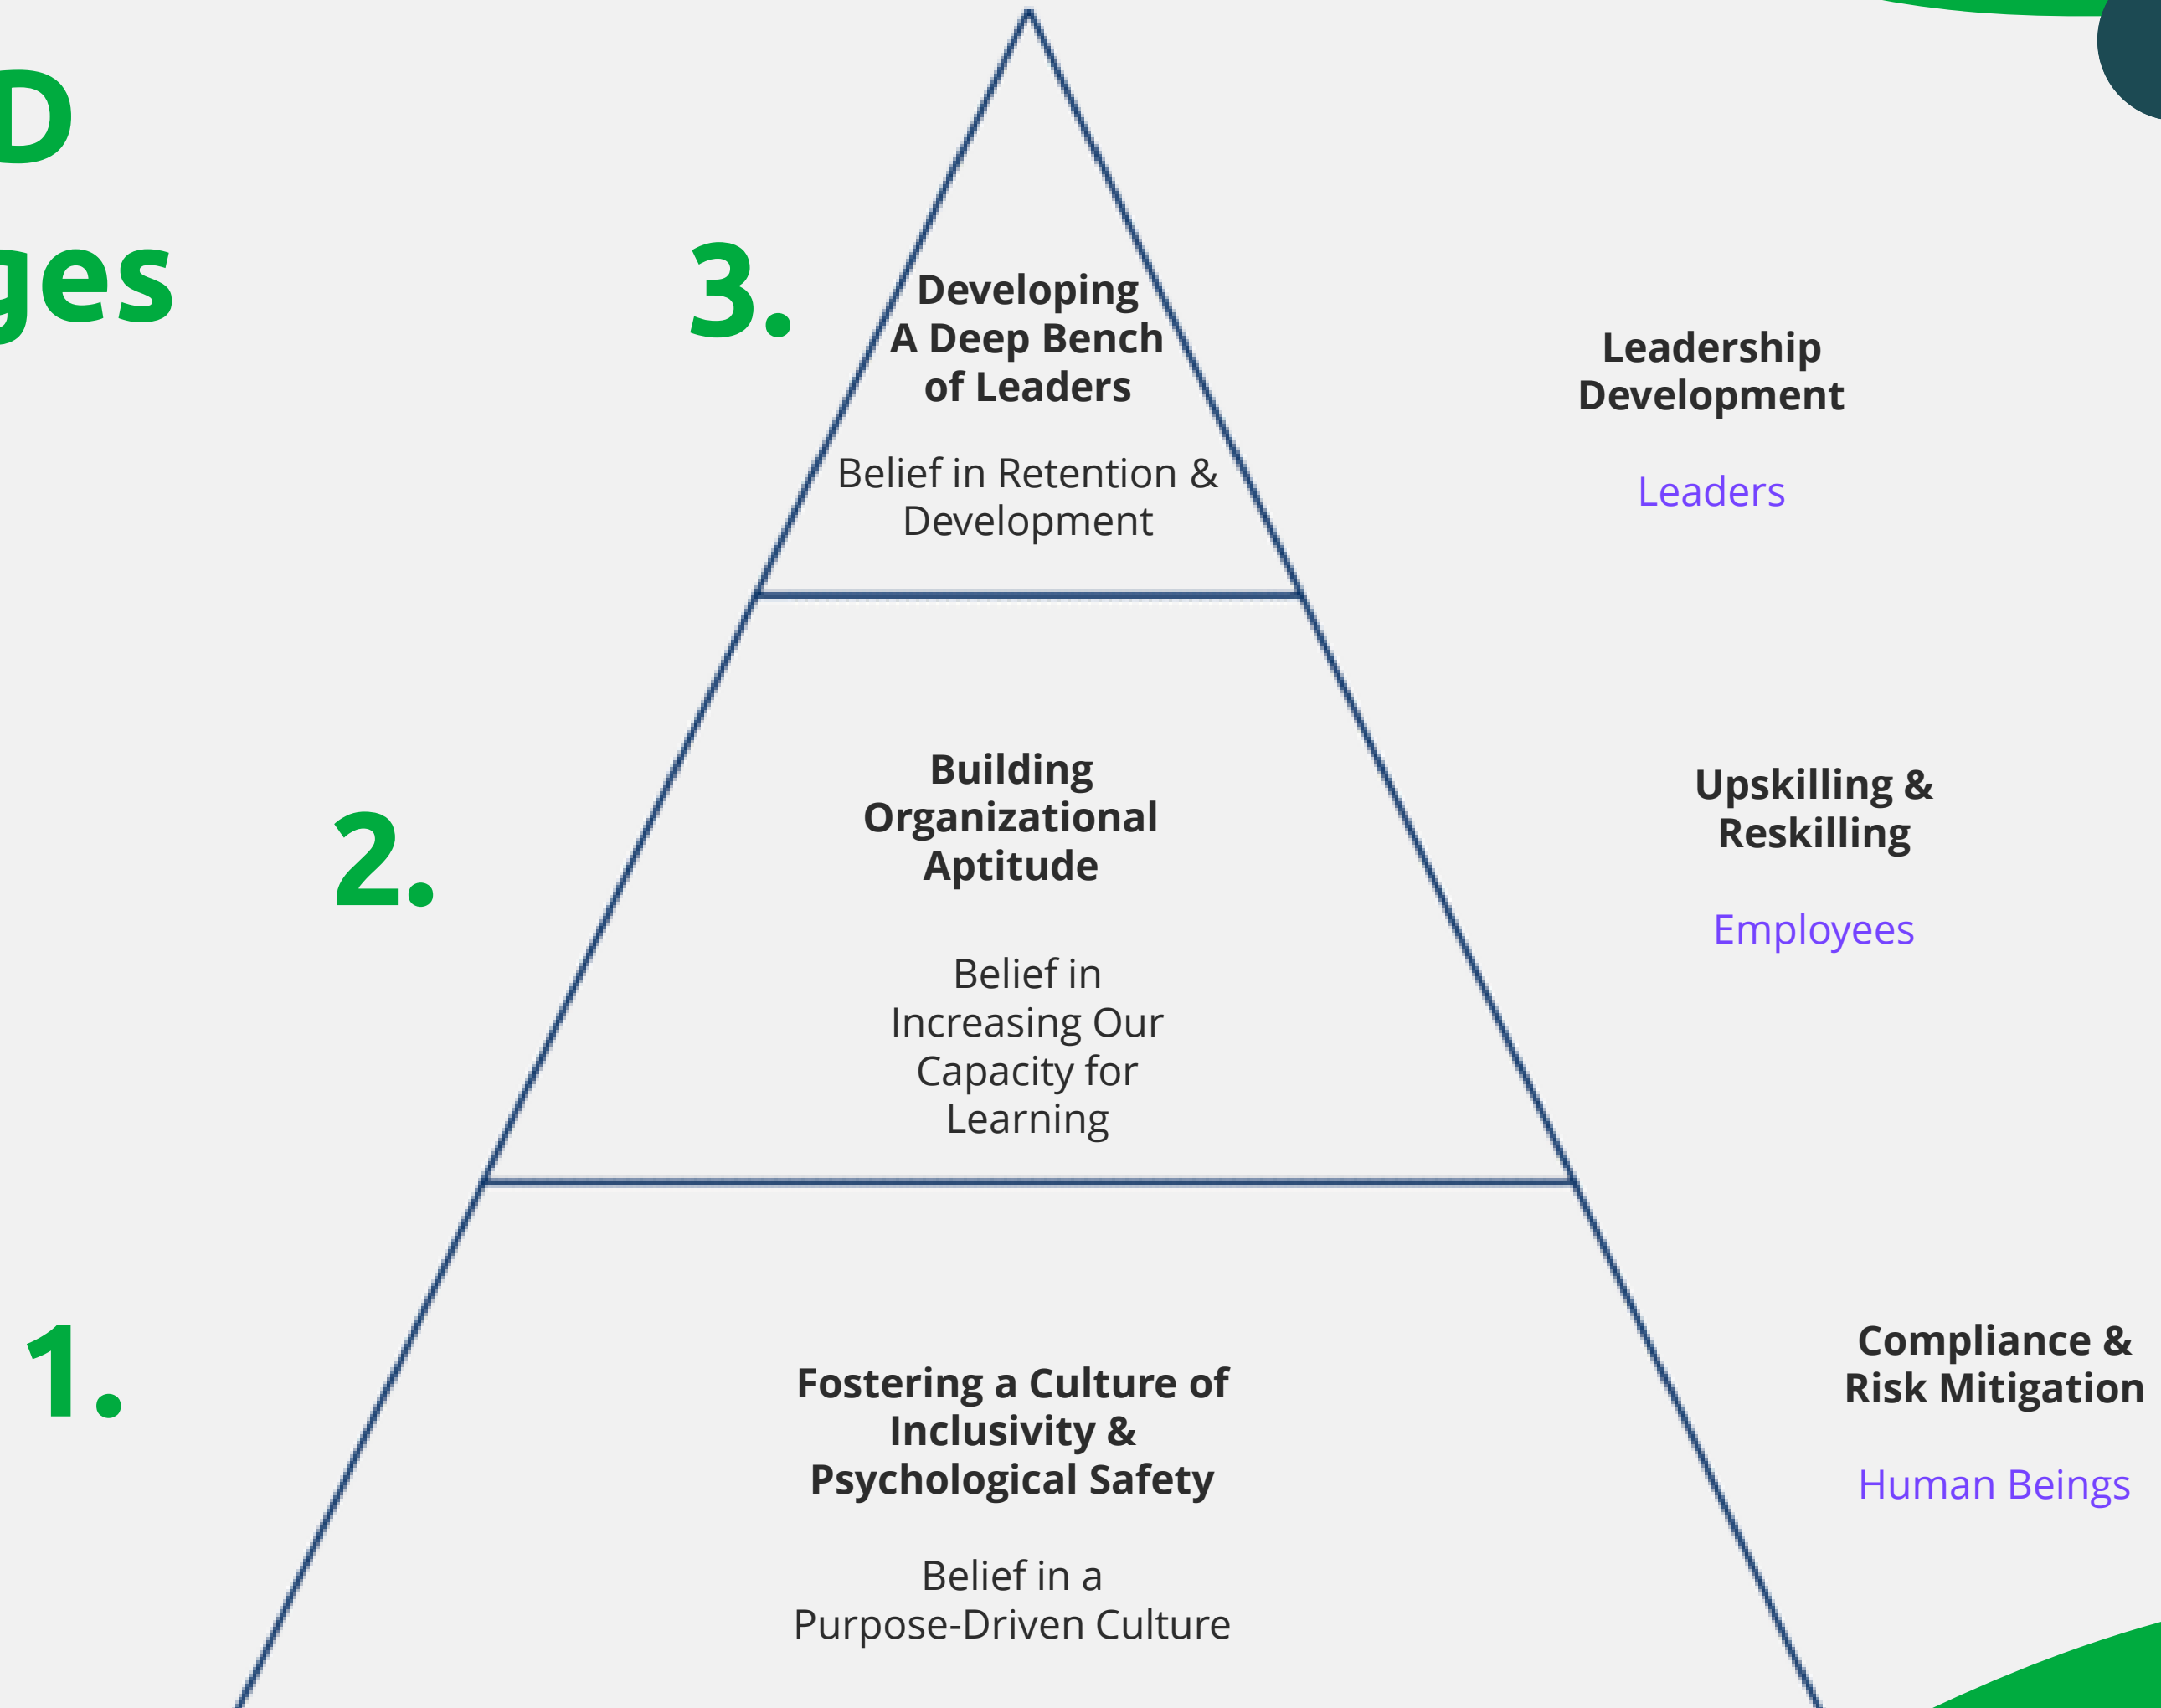 D
ges
3.
Developing
A Deep Bench
of Leaders
Belief in Retention &
Development
Leadership
Development
Leaders
2.
Building
Organizational
Aptitude
Belief in
Increasing Our
Capacity for
Learning
Upskilling &
Reskilling
Employees
1.
Fostering a Culture of
Inclusivity &
Psychological Safety
Belief in a
Purpose-Driven Culture
Compliance &
Risk Mitigation
Human Beings